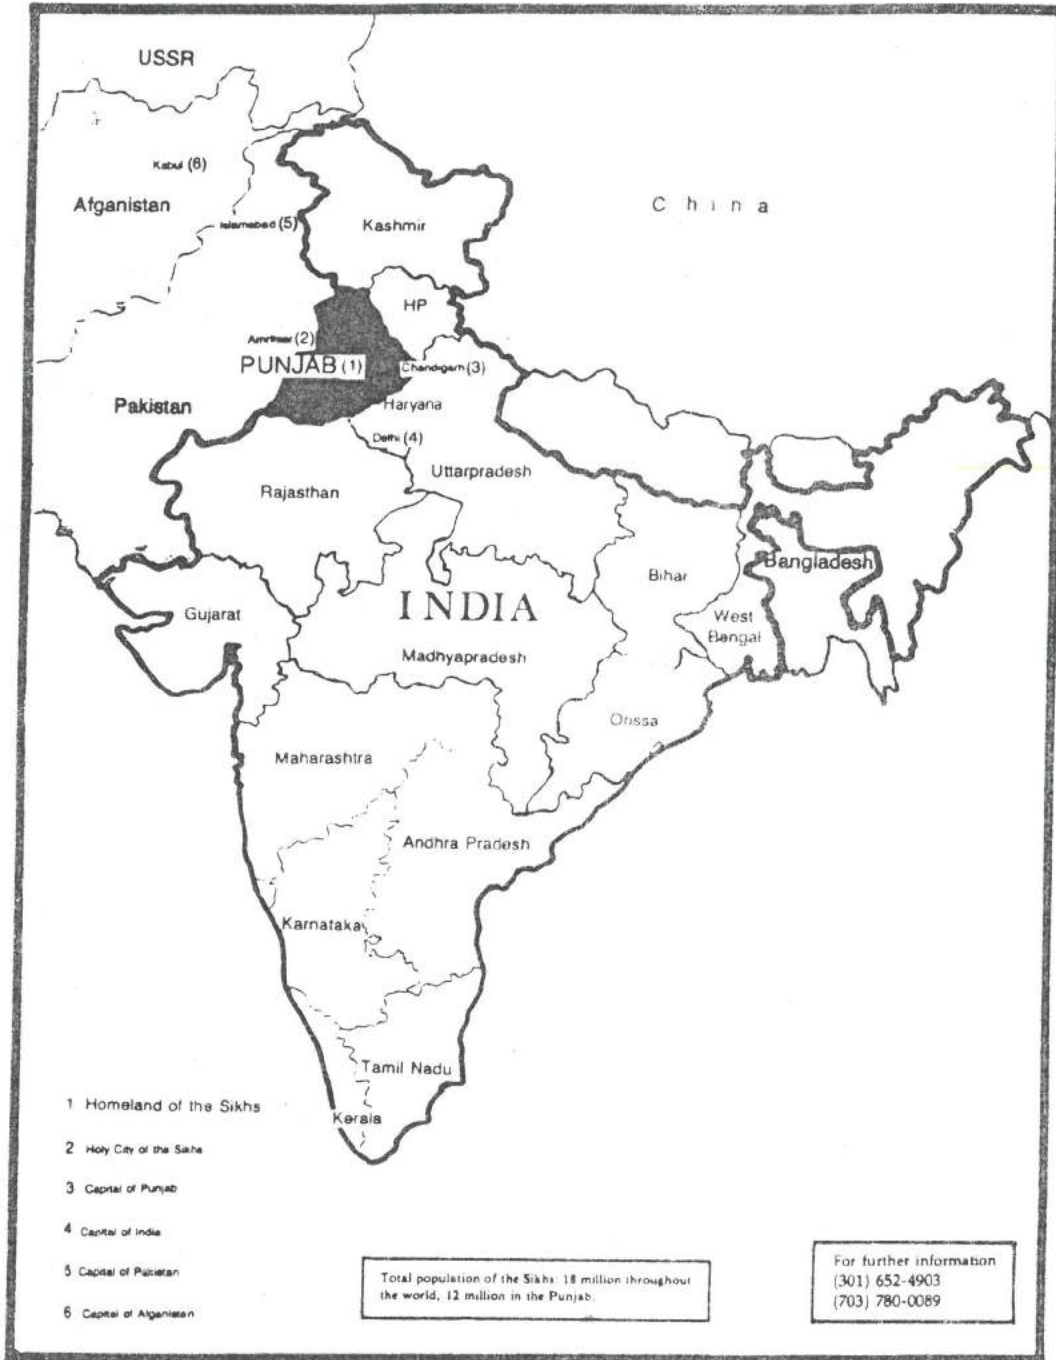 USSR
Kabul (6)
Afganistan
China
Islamabad (5)
Kashmir
HP
Amritsar (2)
PUNJAB (1)
Chandigarh (3)
Pakistan
Haryana
Delhi (4)
Uttarpradesh
Rajasthan
Bangladesh
Bihar
INDIA
Gujarat
West
Bengal
Madhyapradesh
Orissa
Maharashtra
Andhra Pradesh
Karnataka
Tamil Nadu
Kerala
1 Homeland of the Sikhs
2 Holy City of the Sikhs
3 Capital of Punjab
4 Capital of India
5 Capital of Pakistan
6 Capital of Afganistan
Total population of the Sikhs: 18 million throughout
the world, 12 million in the Punjab.
For further information
(301) 652-4903
(703) 780-0089